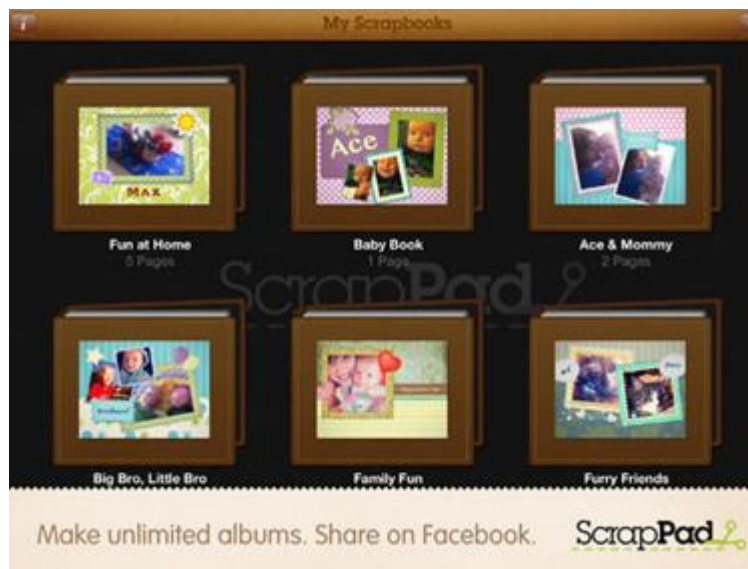 My Scrapbooks
Ace
MAX
Fun at Home
5 Pages
Baby Book
1 Page
Ace & Mommy
2 Pages
ScrapPad
Big Bro, Little Bro
Family Fun
Furry Friends
Make unlimited albums. Share on Facebook.
ScrapPad